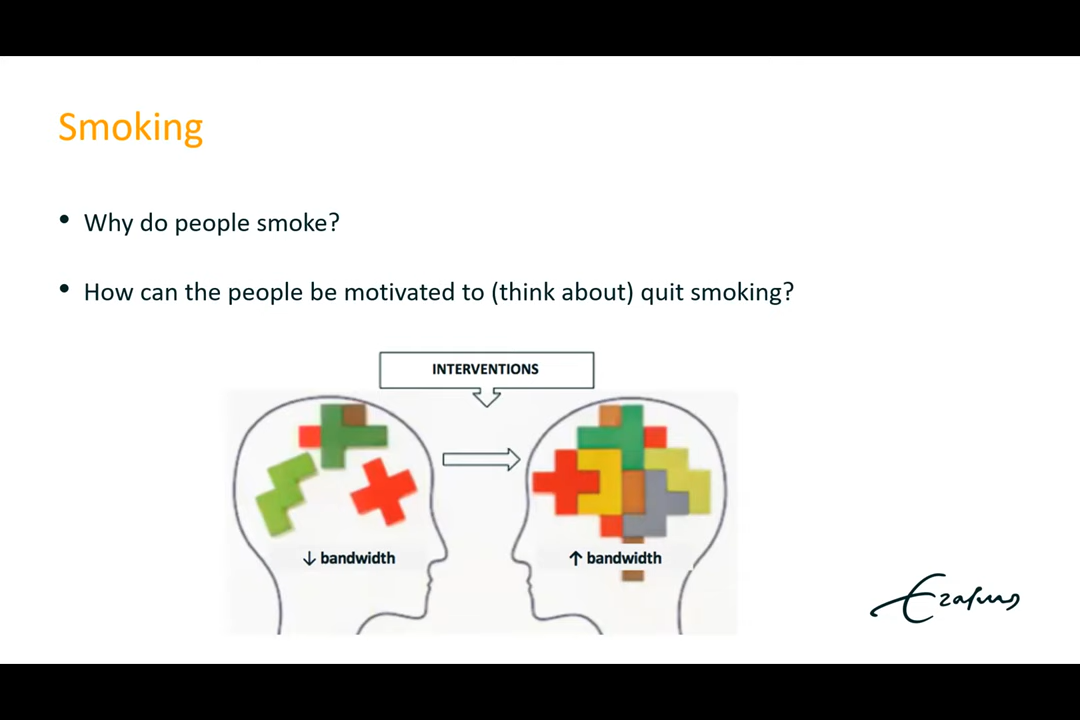 Smoking
• Why do people smoke?
• How can the people be motivated to (think about) quit smoking?
INTERVENTIONS
↓ bandwidth
↑ bandwidth
Erasmus